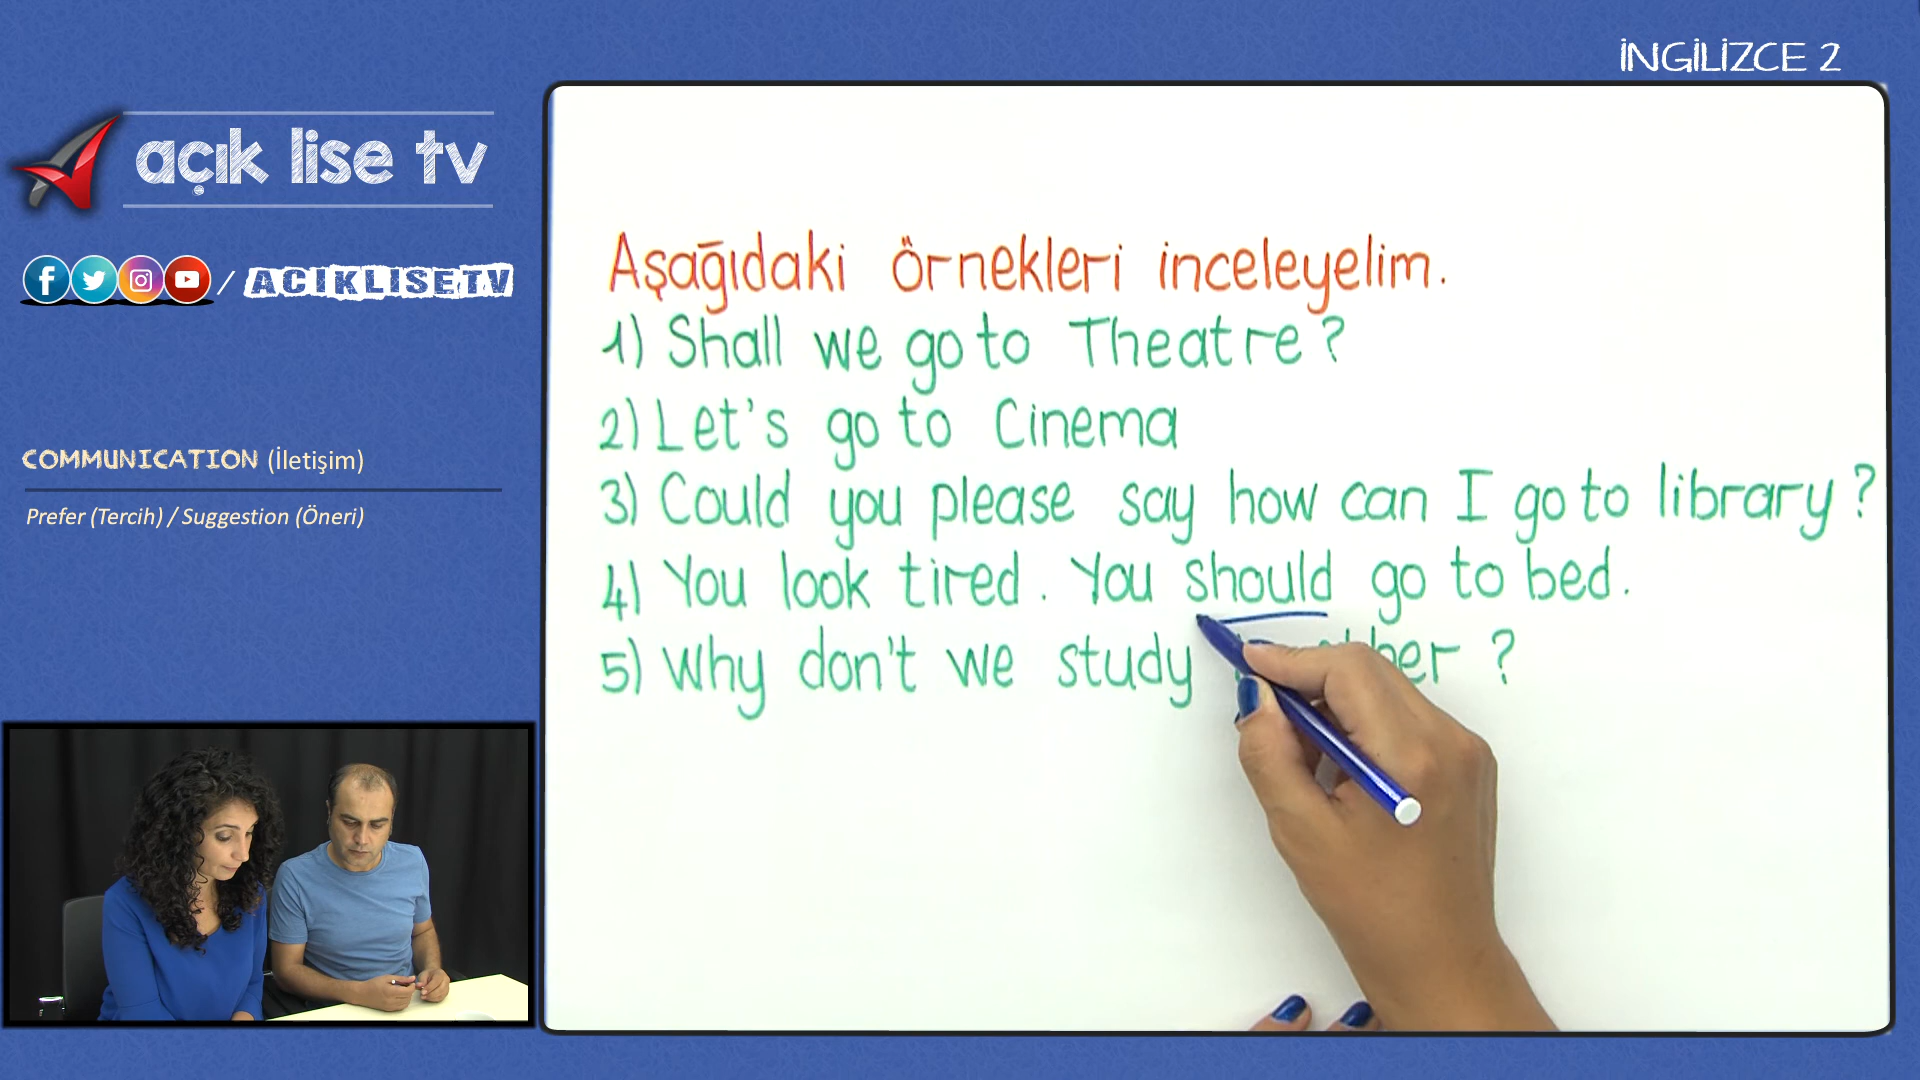 İNGİLİZCE 2
açık lise tv
/ ACIKLISETV
COMMUNICATION (İletişim)
Prefer (Tercih) / Suggestion (Öneri)
Aşağıdaki örnekleri inceleyelim.
1) Shall we go to Theatre ?
2) Let's go to Cinema
3) Could you please say how can I go to library ?
4) You look tired. You should go to bed.
5) Why don't we study ?